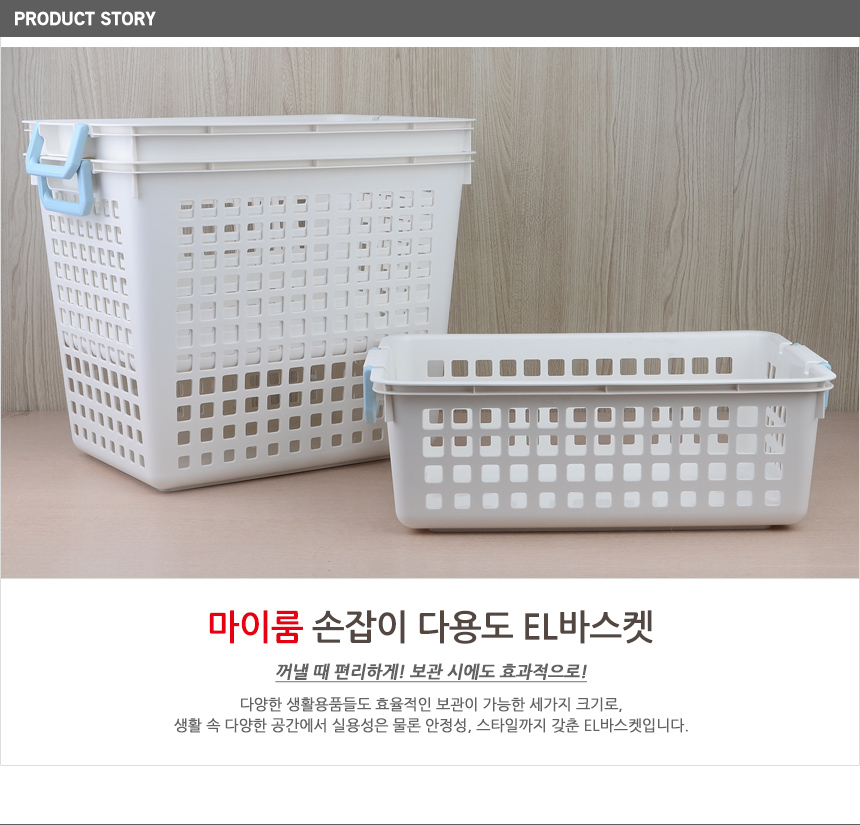 PRODUCT STORY
마이룸 손잡이 다용도 EL바스켓
꺼낼 때 편리하게! 보관 시에도 효과적으로!
다양한 생활용품들도 효율적인 보관이 가능한 세가지 크기로,
생활 속 다양한 공간에서 실용성은 물론 안정성, 스타일까지 갖춘 EL바스켓입니다.